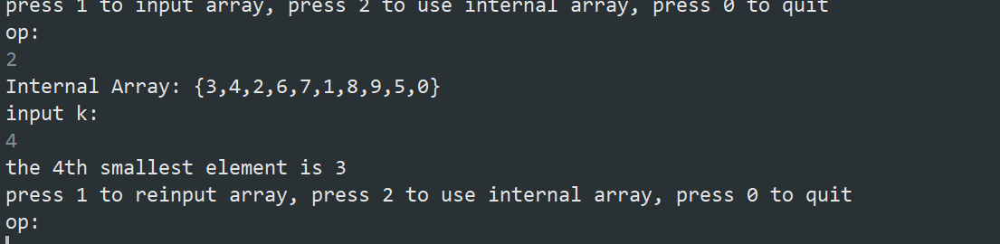 press 1 to input array, press 2 to use internal array, press 0 to quit
op:
2
Internal Array: {3,4,2,6,7,1,8,9,5,0}
input k:
4
the 4th smallest element is 3
press 1 to reinput array, press 2 to use internal array, press 0 to quit
op: